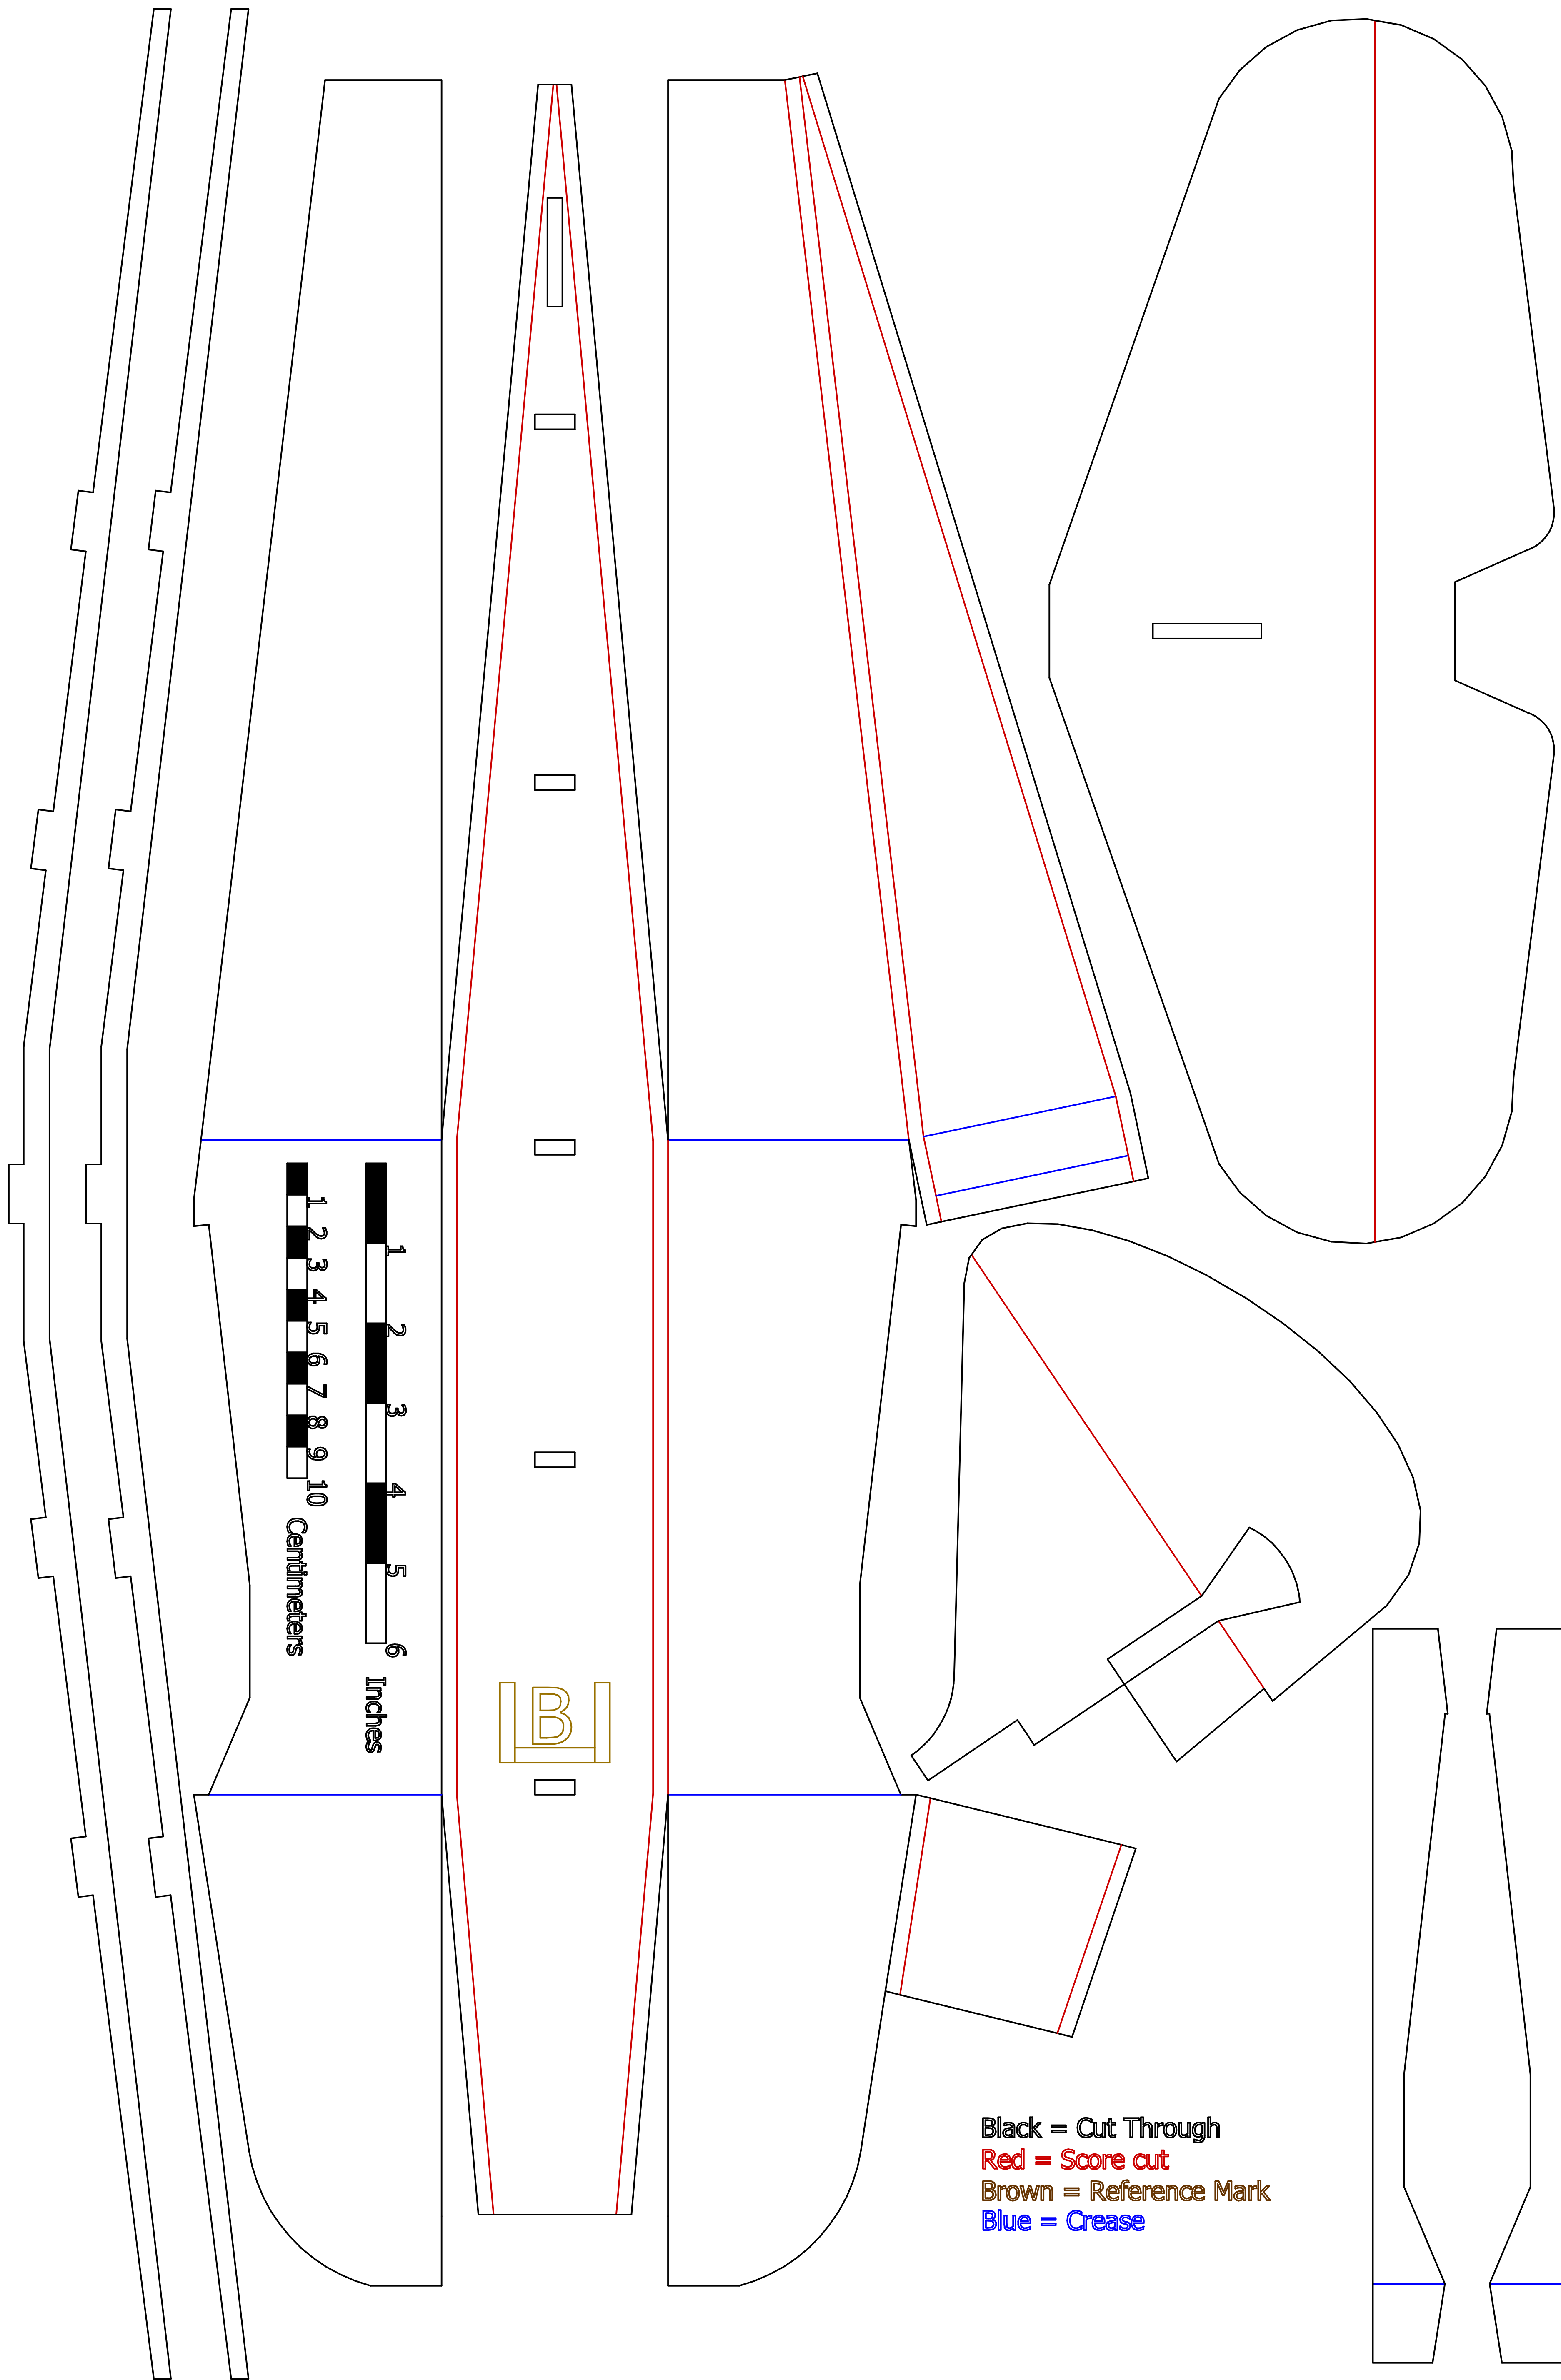 1 2 3 4 5 6 7 8 9 10 Centimeters
1 2 3 4 5 6 Inches
B
Black = Cut Through
Red = Score cut
Brown = Reference Mark
Blue = Crease